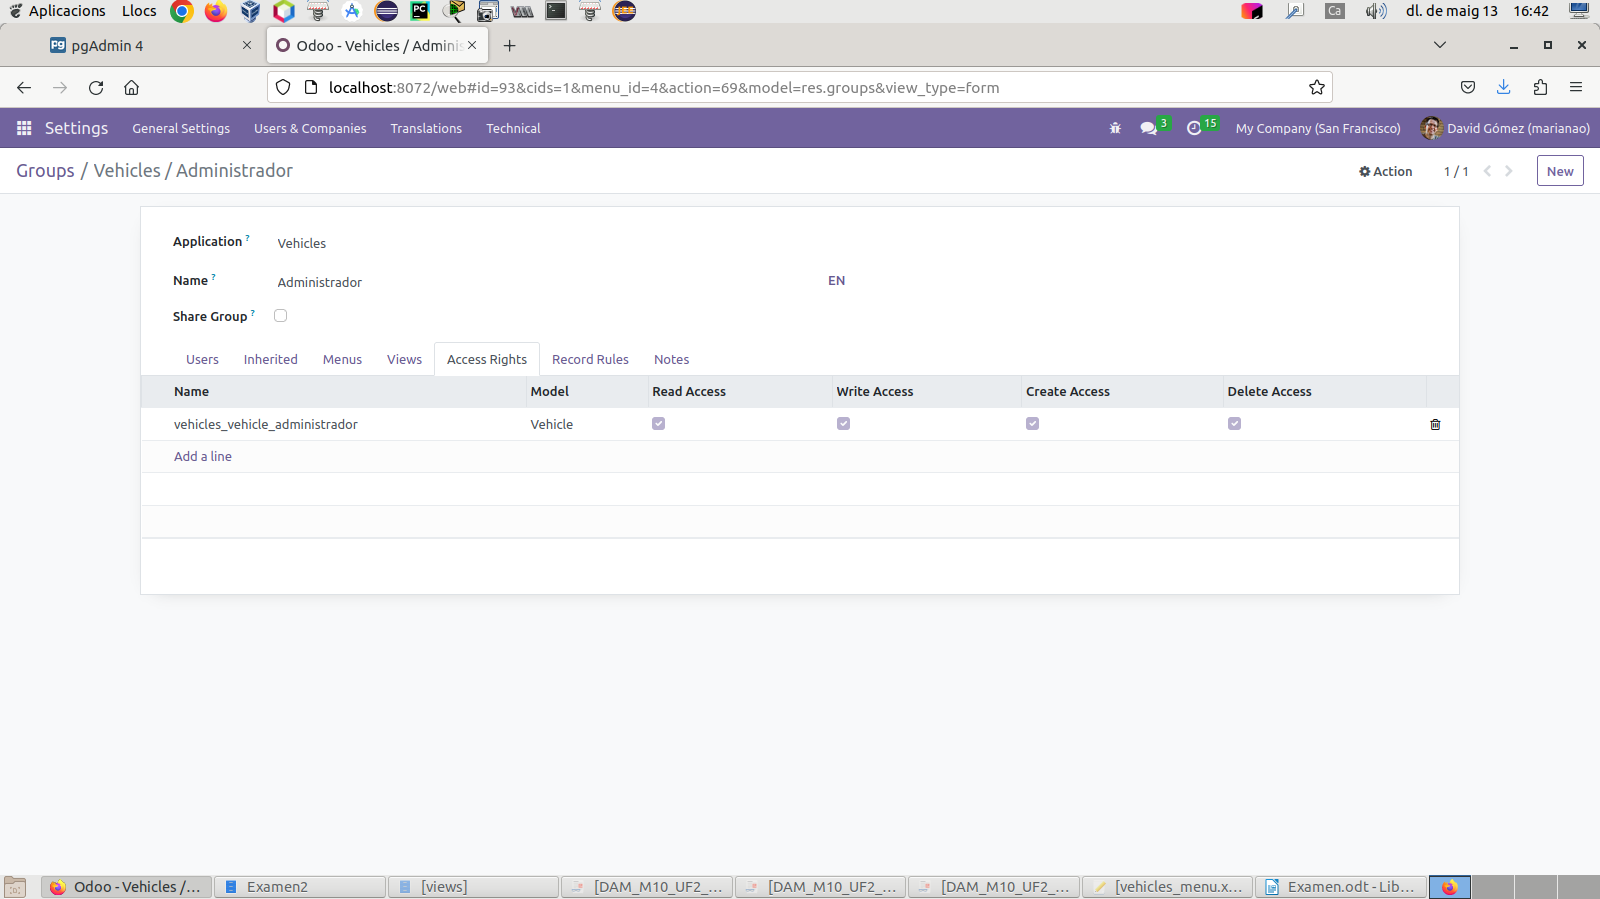 Aplicacions Llocs Ca dl. de maig 13 16:42
pgAdmin 4 Odoo - Vehicles / Adminis
localhost:8072/web#id=93&cids=1&menu_id=4&action=69&model=res.groups&view_type=form
Settings General Settings Users & Companies Translations Technical 3 15 My Company (San Francisco) David Gómez (marianao)
Groups / Vehicles / Administrador Action 1 / 1 New
Application ? Vehicles
Name ? Administrador EN
Share Group ?
Users Inherited Menus Views Access Rights Record Rules Notes
Name Model Read Access Write Access Create Access Delete Access
vehicles_vehicle_administrador Vehicle
Add a line
Odoo - Vehicles /... Examen2 [views] [DAM_M10_UF2_... [DAM_M10_UF2_... [DAM_M10_UF2_... [vehicles_menu.x... Examen.odt - Lib...